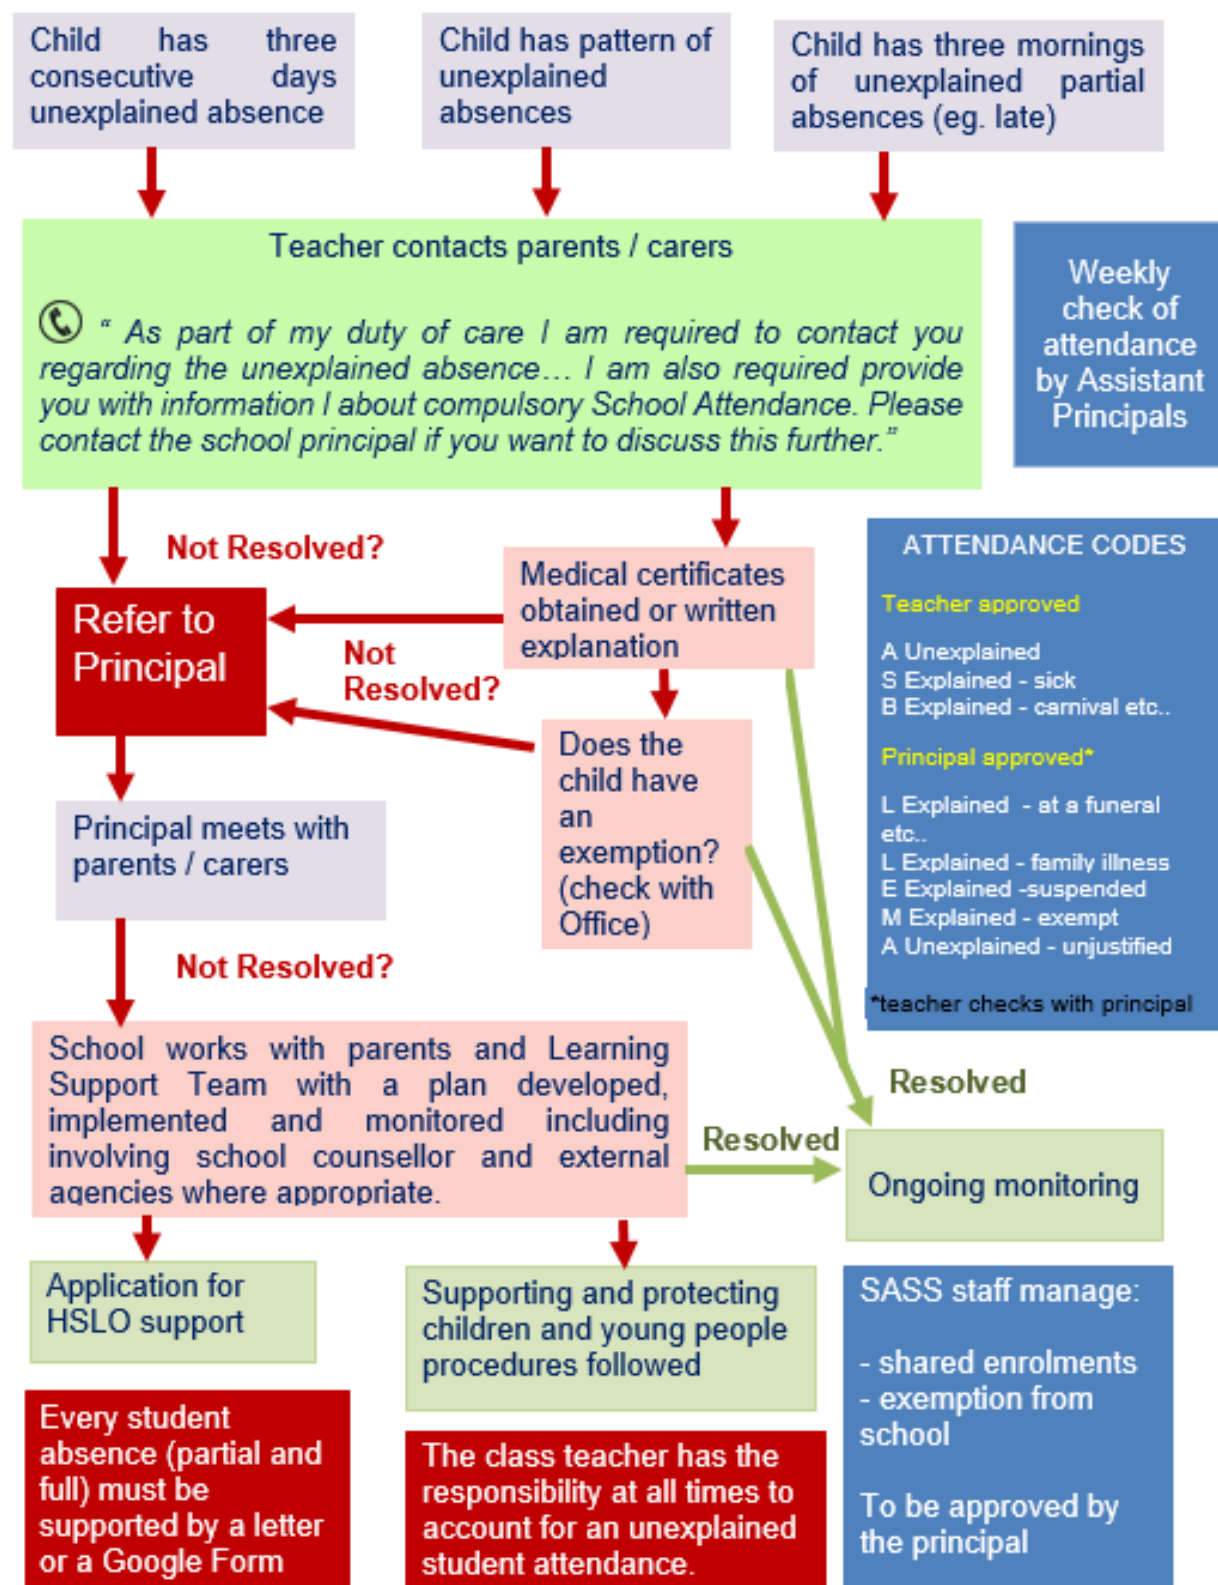 Child has three
consecutive days
unexplained absence
Child has pattern of
unexplained
absences
Child has three mornings
of unexplained partial
absences (eg. late)
Teacher contacts parents / carers
“ As part of my duty of care I am required to contact you
regarding the unexplained absence… I am also required provide
you with information I about compulsory School Attendance. Please
contact the school principal if you want to discuss this further.”
Weekly
check of
attendance
by Assistant
Principals
Not Resolved?
Medical certificates
obtained or written
explanation
Refer to
Principal
Not
Resolved?
Does the
child have
an
exemption?
(check with
Office)
ATTENDANCE CODES
Teacher approved
A Unexplained
S Explained - sick
B Explained - carnival etc..
Principal approved*
L Explained  - at a funeral
etc..
L Explained - family illness
E Explained -suspended
M Explained - exempt
A Unexplained - unjustified
*teacher checks with principal
Principal meets with
parents / carers
Not Resolved?
School works with parents and Learning
Support Team with a plan developed,
implemented and monitored including
involving school counsellor and external
agencies where appropriate.
Resolved
Resolved
Ongoing monitoring
Application for
HSLO support
Supporting and protecting
children and young people
procedures followed
SASS staff manage:
- shared enrolments
- exemption from
school
To be approved by
the principal
Every student
absence (partial and
full) must be
supported by a letter
or a Google Form
The class teacher has the
responsibility at all times to
account for an unexplained
student attendance.